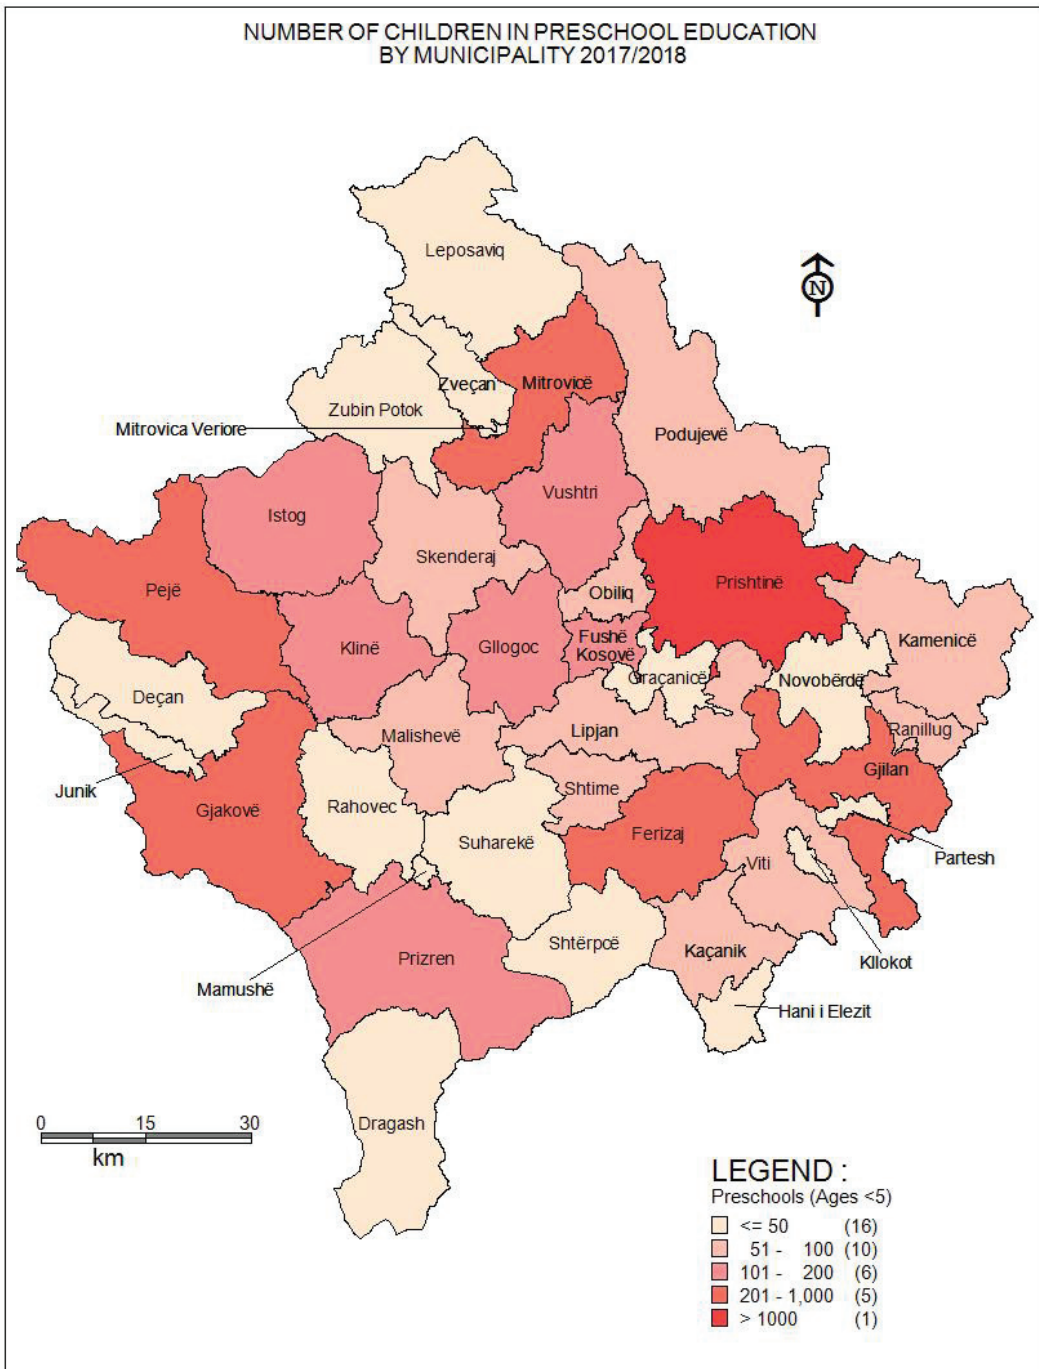 NUMBER OF CHILDREN IN PRESCHOOL EDUCATION
BY MUNICIPALITY 2017/2018
Leposaviq
N
Zveçan
Mitrovicë
Zubin Potok
Mitrovica Veriore
Podujevë
Vushtri
Istog
Skenderaj
Pejë
Obiliq
Prishtinë
Klinë
Gllogoc
Fushë
Kosovë
Kamenicë
Graçanicë
Novobërdë
Deçan
Malishevë
Lipjan
Ranillug
Junik
Gjakovë
Rahovec
Shtime
Gjilan
Suharekë
Ferizaj
Viti
Partesh
Mamushë
Prizren
Shtërpcë
Kaçanik
Kllokot
Hani i Elezit
Dragash
0 15 30
km
LEGEND :
Preschools (Ages <5)
<= 50 (16)
51 - 100 (10)
101 - 200 (6)
201 - 1,000 (5)
> 1000 (1)